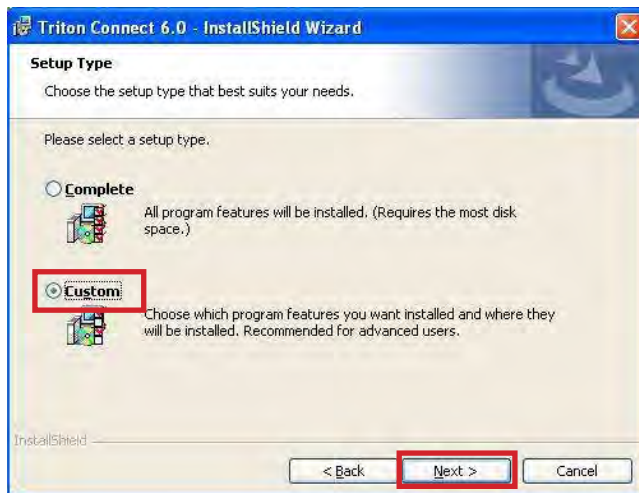 Triton Connect 6.0 - InstallShield Wizard
Setup Type
Choose the setup type that best suits your needs.
Please select a setup type.
Complete
All program features will be installed. (Requires the most disk
space.)
Custom
Choose which program features you want installed and where they
will be installed. Recommended for advanced users.
InstallShield
< Back Next > Cancel